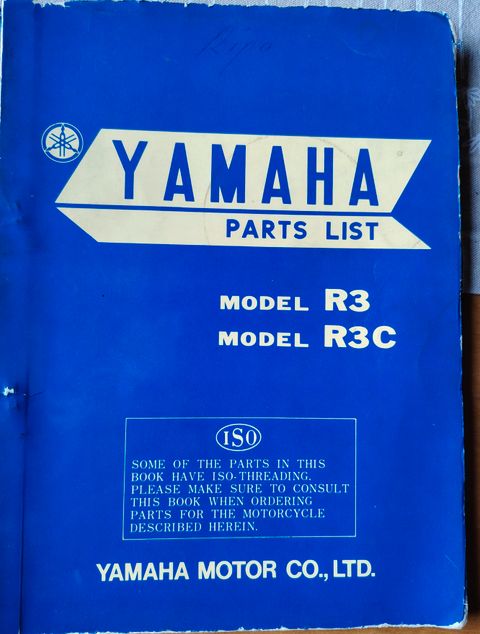 YAMAHA
PARTS LIST
MODEL R3
MODEL R3C
ISO
SOME OF THE PARTS IN THIS
BOOK HAVE ISO-THREADING.
PLEASE MAKE SURE TO CONSULT
THIS BOOK WHEN ORDERING
PARTS FOR THE MOTORCYCLE
DESCRIBED HEREIN.
YAMAHA MOTOR CO., LTD.